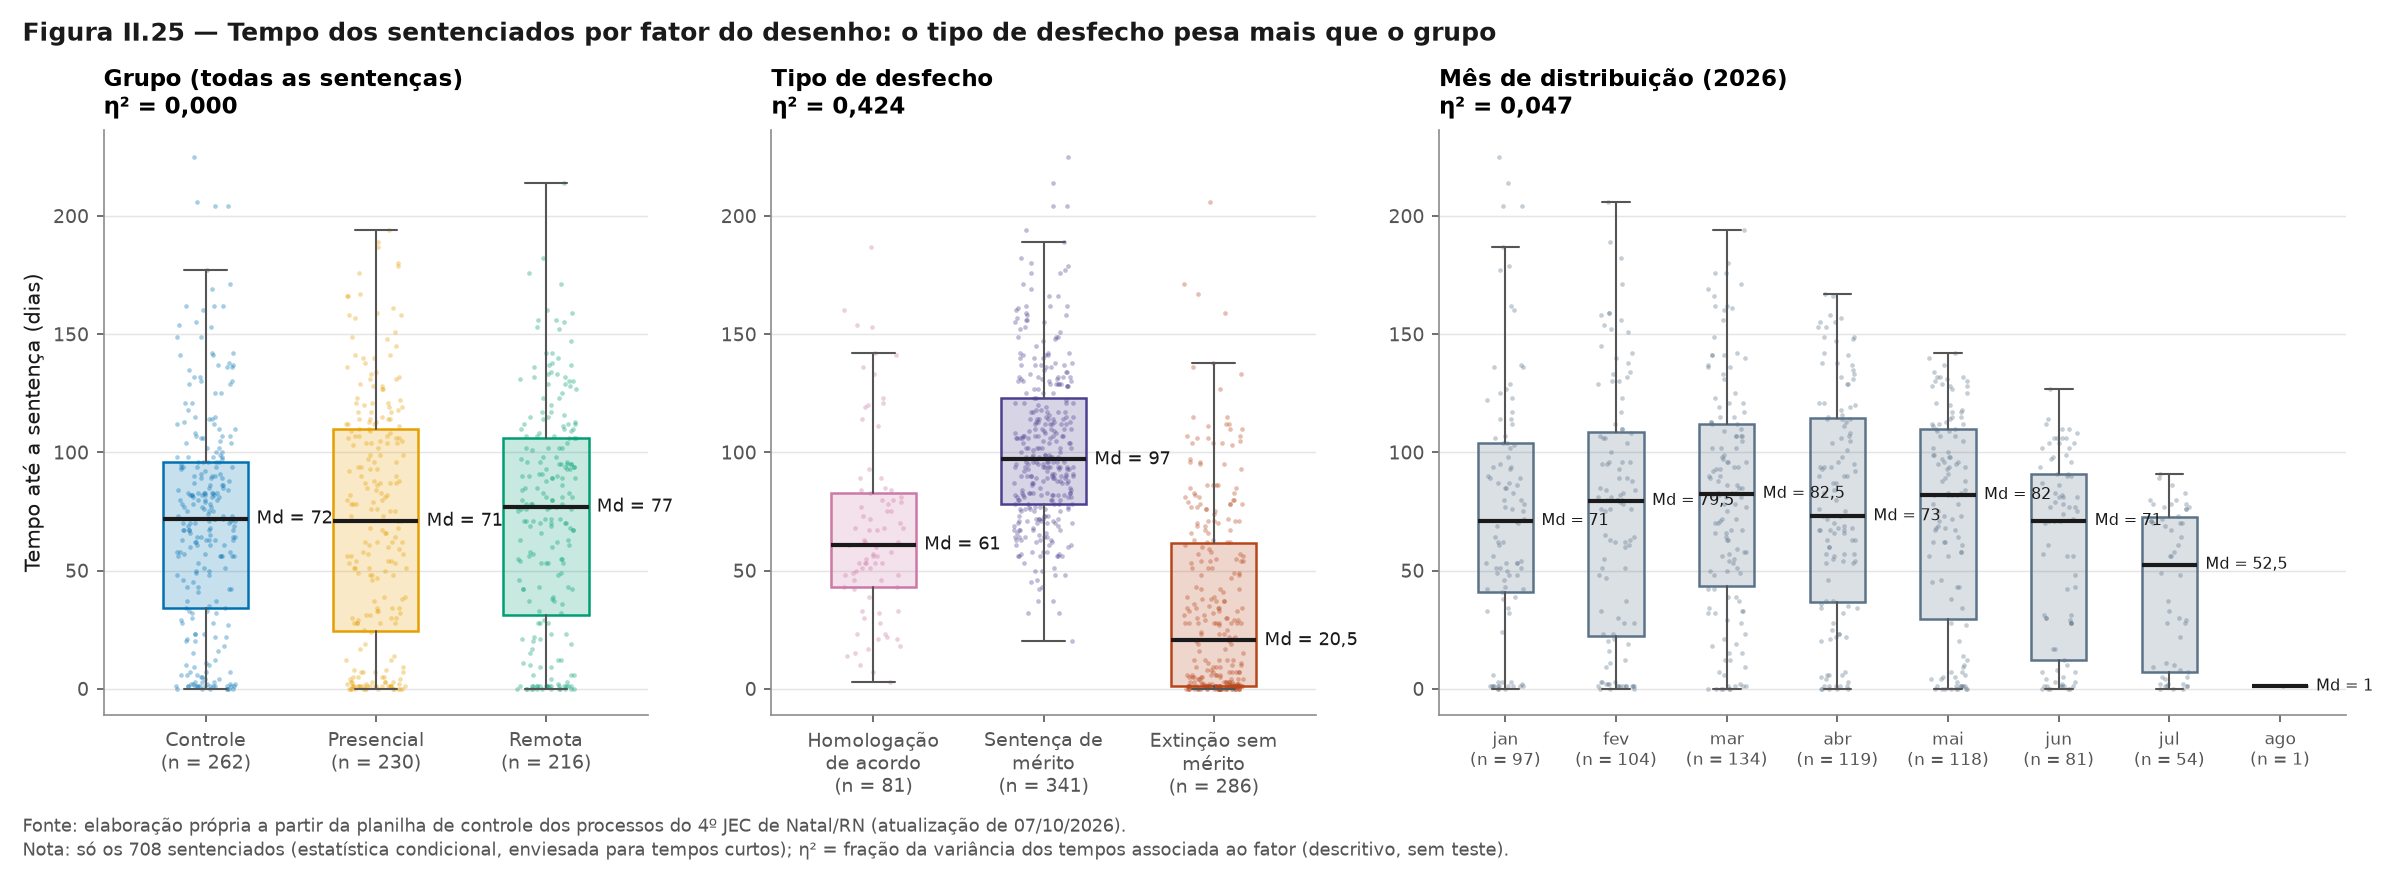 Figura II.25 — Tempo dos sentenciados por fator do desenho: o tipo de desfecho pesa mais que o grupo
Grupo (todas as sentenças)
η² = 0,000
Tempo até a sentença (dias)
200
150
100
50
0
Md = 72
Md = 71
Md = 77
Controle
(n = 262)
Presencial
(n = 230)
Remota
(n = 216)
Tipo de desfecho
η² = 0,424
200
150
100
50
0
Md = 61
Md = 97
Md = 20,5
Homologação
de acordo
(n = 81)
Sentença de
mérito
(n = 341)
Extinção sem
mérito
(n = 286)
Mês de distribuição (2026)
η² = 0,047
200
150
100
50
0
Md = 71
Md = 79,5
Md = 82,5
Md = 73
Md = 82
Md = 71
Md = 52,5
Md = 1
jan
(n = 97)
fev
(n = 104)
mar
(n = 134)
abr
(n = 119)
mai
(n = 118)
jun
(n = 81)
jul
(n = 54)
ago
(n = 1)
Fonte: elaboração própria a partir da planilha de controle dos processos do 4º JEC de Natal/RN (atualização de 07/10/2026).
Nota: só os 708 sentenciados (estatística condicional, enviesada para tempos curtos); η² = fração da variância dos tempos associada ao fator (descritivo, sem teste).